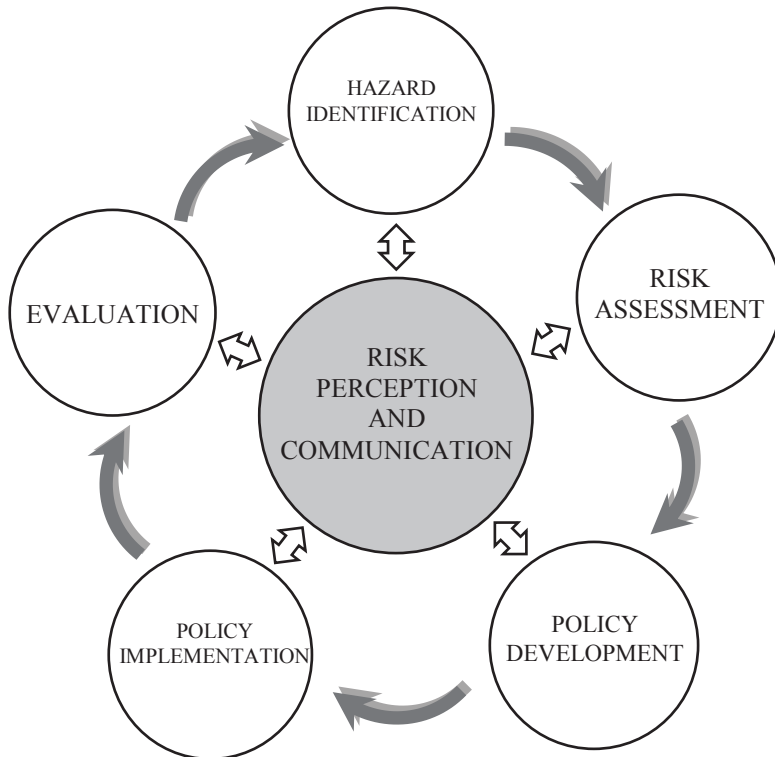 HAZARD
IDENTIFICATION
RISK
ASSESSMENT
EVALUATION
RISK
PERCEPTION
AND
COMMUNICATION
POLICY
IMPLEMENTATION
POLICY
DEVELOPMENT